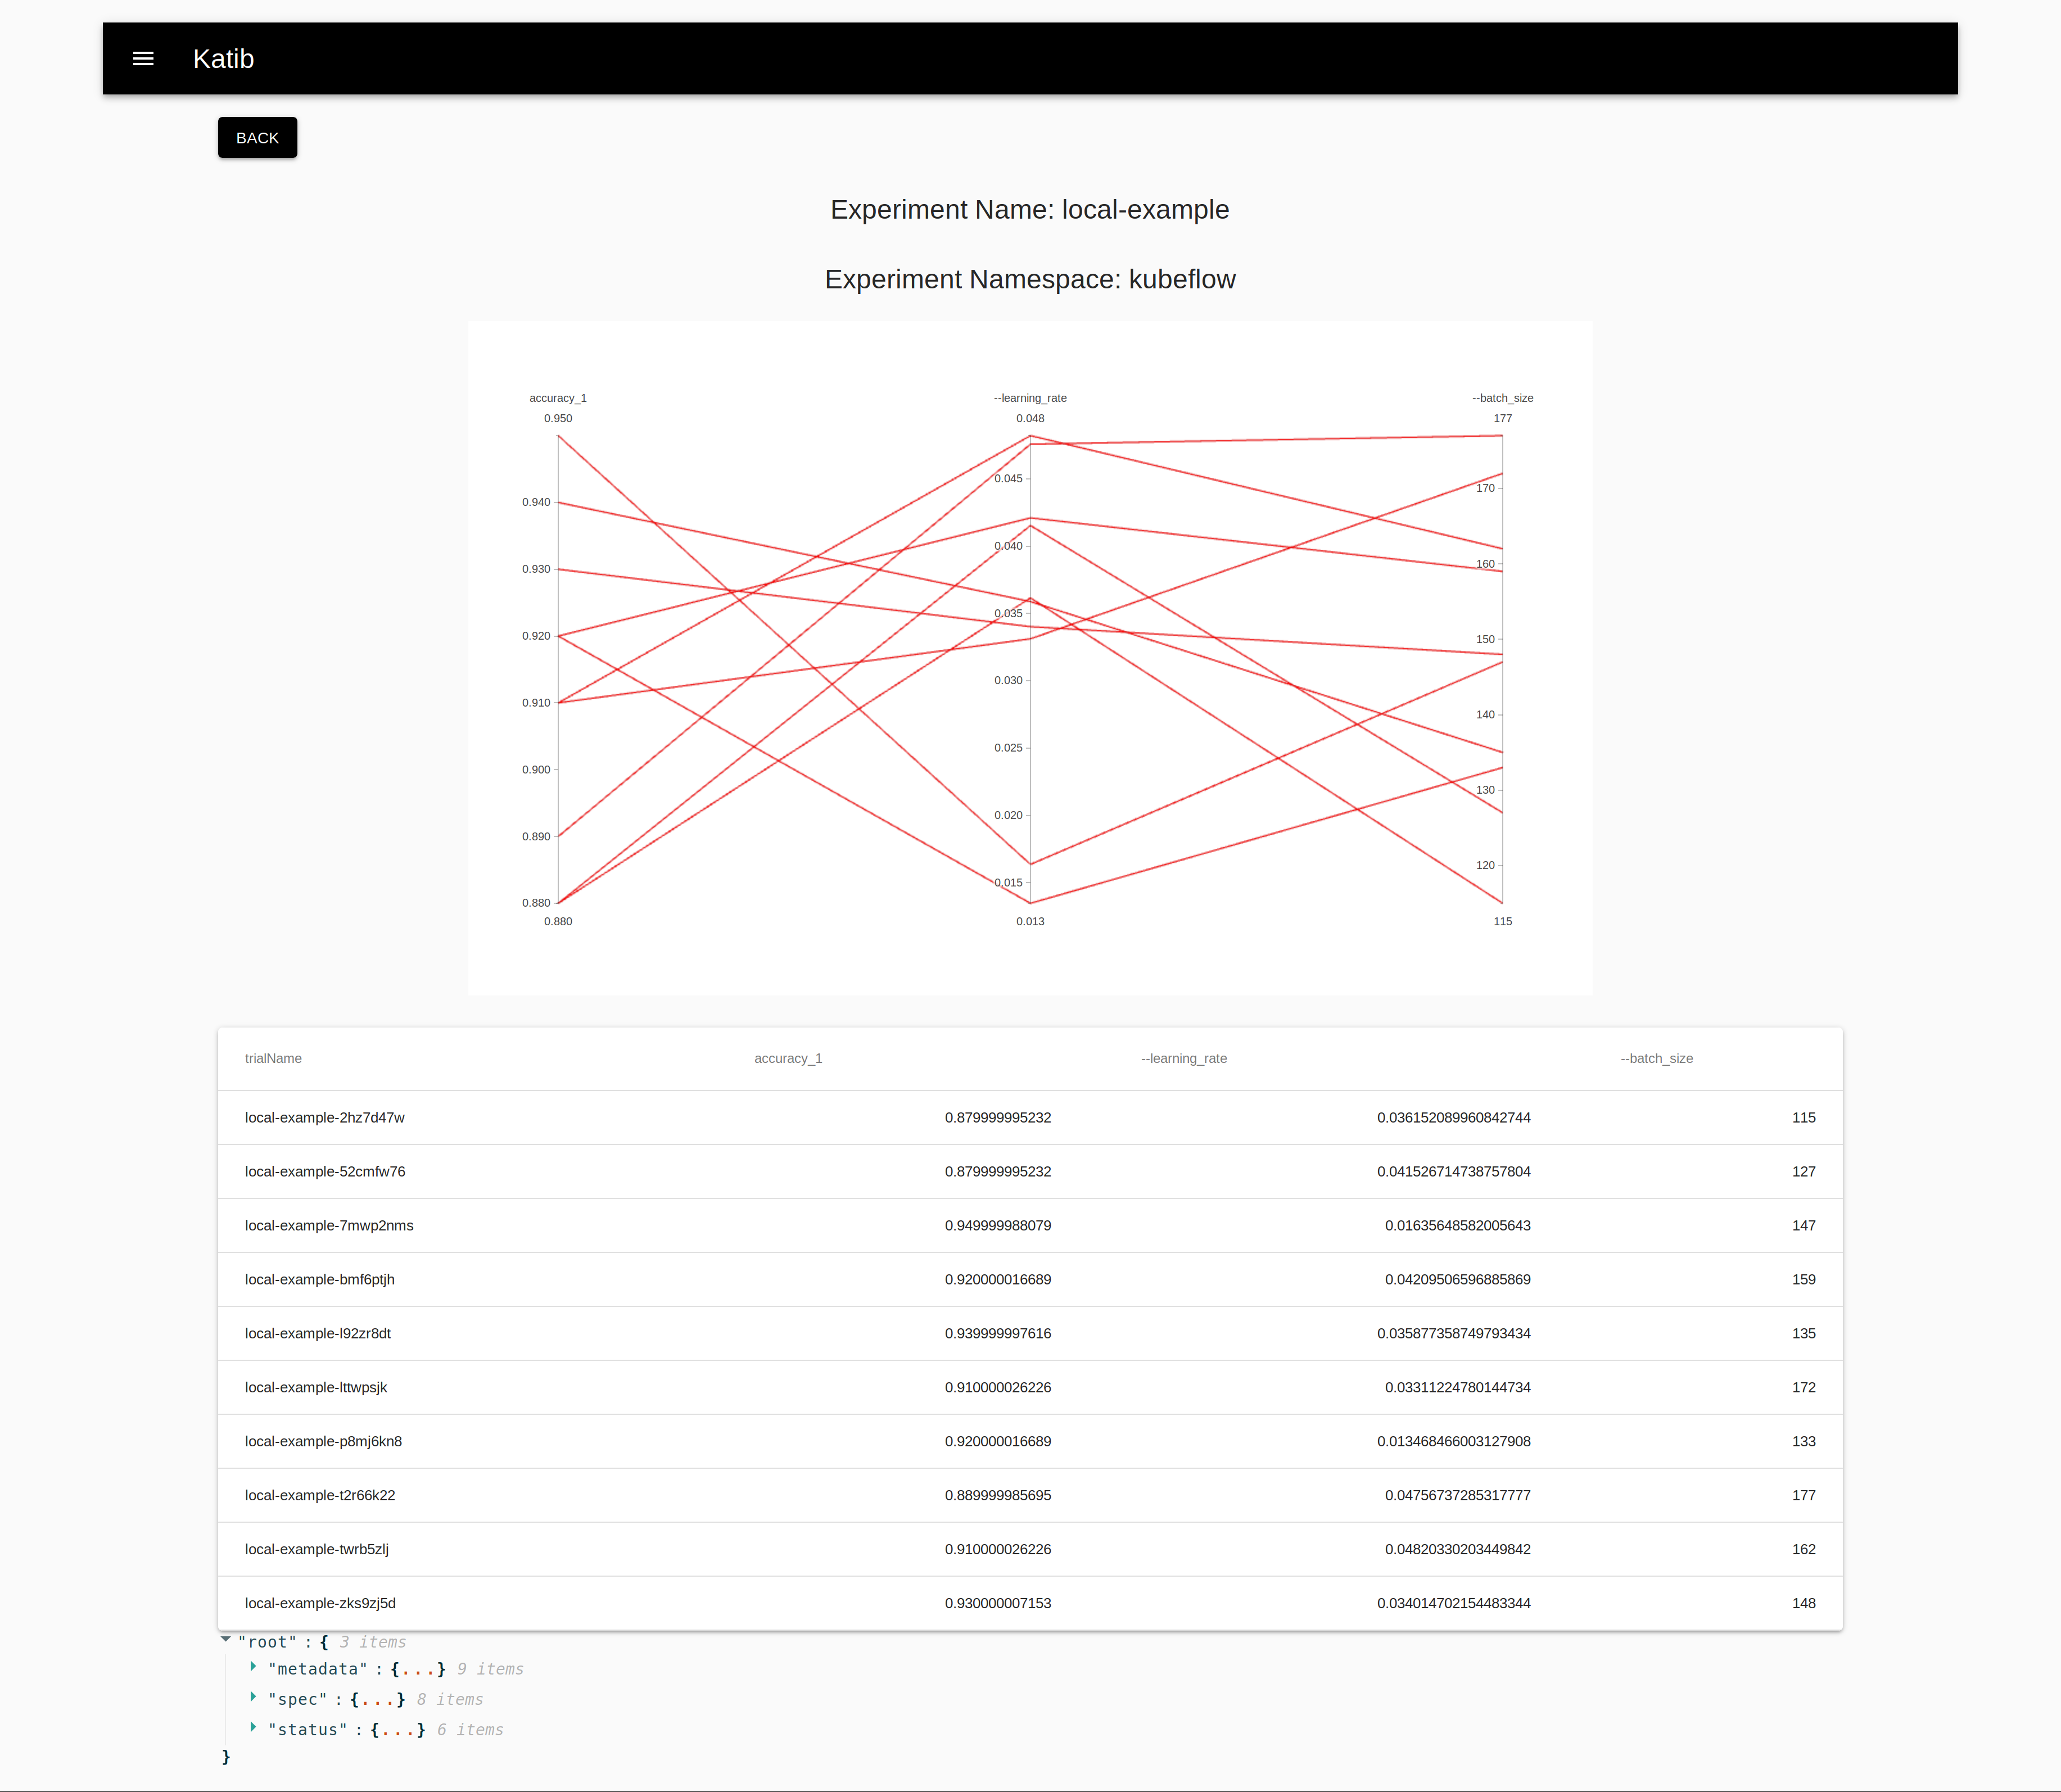 Katib
BACK
Experiment Name: local-example
Experiment Namespace: kubeflow
accuracy_1 --learning_rate --batch_size
0.950 0.048 177
0.045
0.940 170
0.040
0.930 160
0.035
0.920 150
0.030
0.910 140
0.025
0.900 130
0.020
0.890 120
0.015
0.880
0.880 0.013 115
trialName accuracy_1 --learning_rate --batch_size
local-example-2hz7d47w 0.879999995232 0.036152089960842744 115
local-example-52cmfw76 0.879999995232 0.041526714738757804 127
local-example-7mwp2nms 0.949999988079 0.01635648582005643 147
local-example-bmf6ptjh 0.920000016689 0.04209506596885869 159
local-example-l92zr8dt 0.939999997616 0.035877358749793434 135
local-example-lttwpsjk 0.910000026226 0.03311224780144734 172
local-example-p8mj6kn8 0.920000016689 0.013468466003127908 133
local-example-t2r66k22 0.889999985695 0.04756737285317777 177
local-example-twrb5zlj 0.910000026226 0.04820330203449842 162
local-example-zks9zj5d 0.930000007153 0.034014702154483344 148
"root" : { 3 items
"metadata" : {...} 9 items
"spec" : {...} 8 items
"status" : {...} 6 items
}